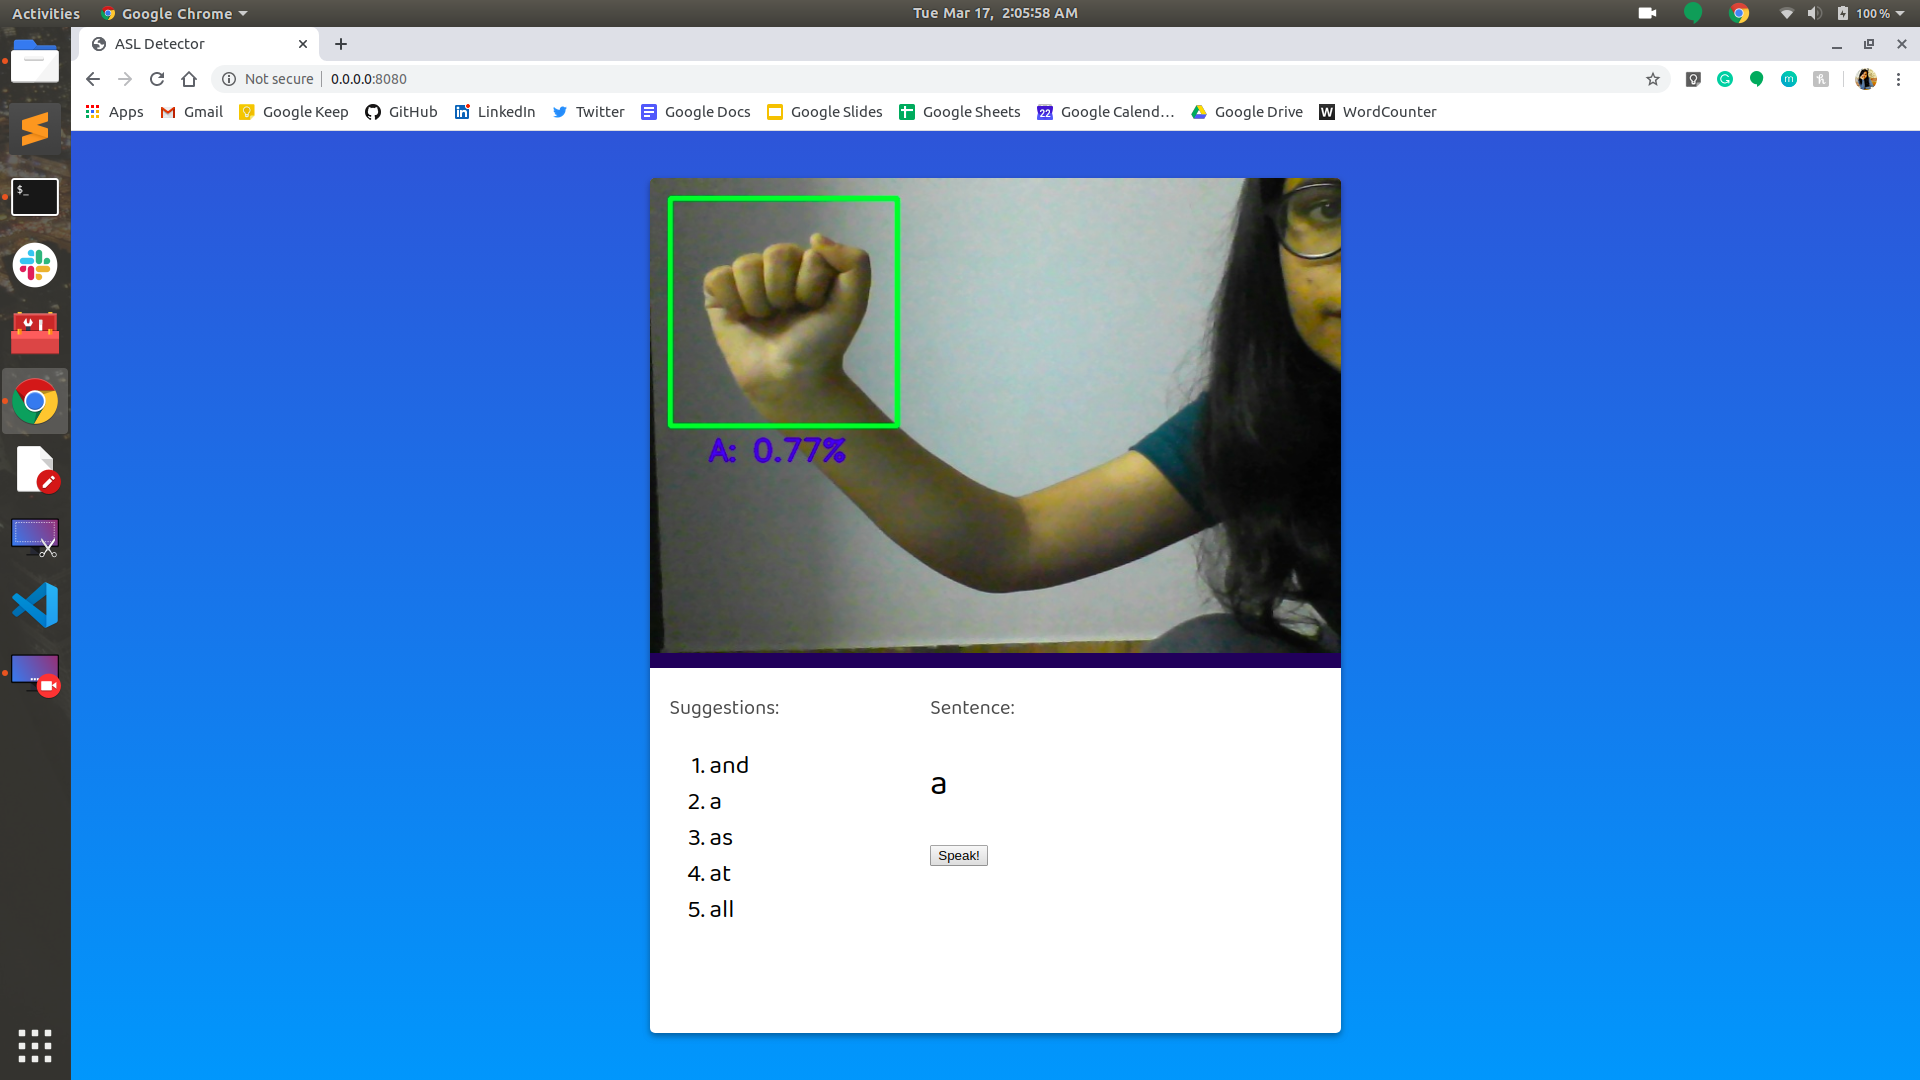 Activities Google Chrome Tue Mar 17, 2:05:58 AM 100 %
ASL Detector
Not secure 0.0.0.0:8080
Apps Gmail Google Keep GitHub LinkedIn Twitter Google Docs Google Slides Google Sheets 22 Google Calend... Google Drive W WordCounter
$_
A: 0.77%
Suggestions: Sentence:
1. and
a
2. a
3. as
Speak!
4. at
5. all